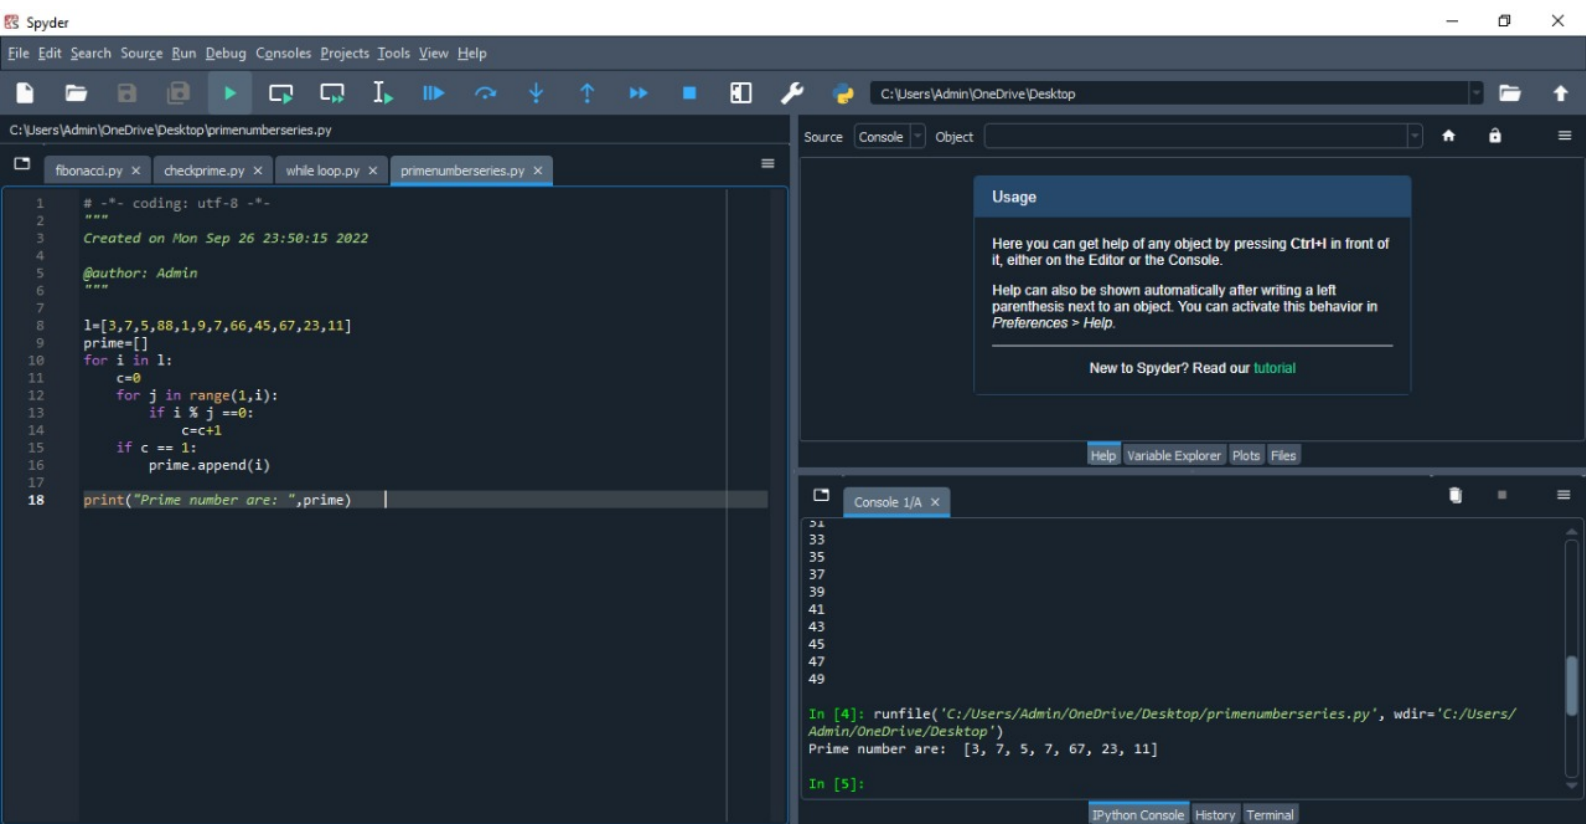 Spyder
File Edit Search Source Run Debug Consoles Projects Tools View Help
C:\Users\Admin\OneDrive\Desktop
C:\Users\Admin\OneDrive\Desktop\primenumberseries.py
fibonacci.py checkprime.py while loop.py primenumberseries.py
1 # -*- coding: utf-8 -*-
2 """
3 Created on Mon Sep 26 23:50:15 2022
4
5 @author: Admin
6 """
7
8 l=[3,7,5,88,1,9,7,66,45,67,23,11]
9 prime=[]
10 for i in l:
11     c=0
12     for j in range(1,i):
13         if i % j ==0:
14             c=c+1
15     if c == 1:
16         prime.append(i)
17
18 print("Prime number are: ",prime)
Source Console Object
Usage
Here you can get help of any object by pressing Ctrl+I in front of
it, either on the Editor or the Console.
Help can also be shown automatically after writing a left
parenthesis next to an object. You can activate this behavior in
Preferences > Help.
New to Spyder? Read our tutorial
Help Variable Explorer Plots Files
Console 1/A
31
33
35
37
39
41
43
45
47
49
In [4]: runfile('C:/Users/Admin/OneDrive/Desktop/primenumberseries.py', wdir='C:/Users/
Admin/OneDrive/Desktop')
Prime number are:  [3, 7, 5, 7, 67, 23, 11]
In [5]:
IPython Console History Terminal